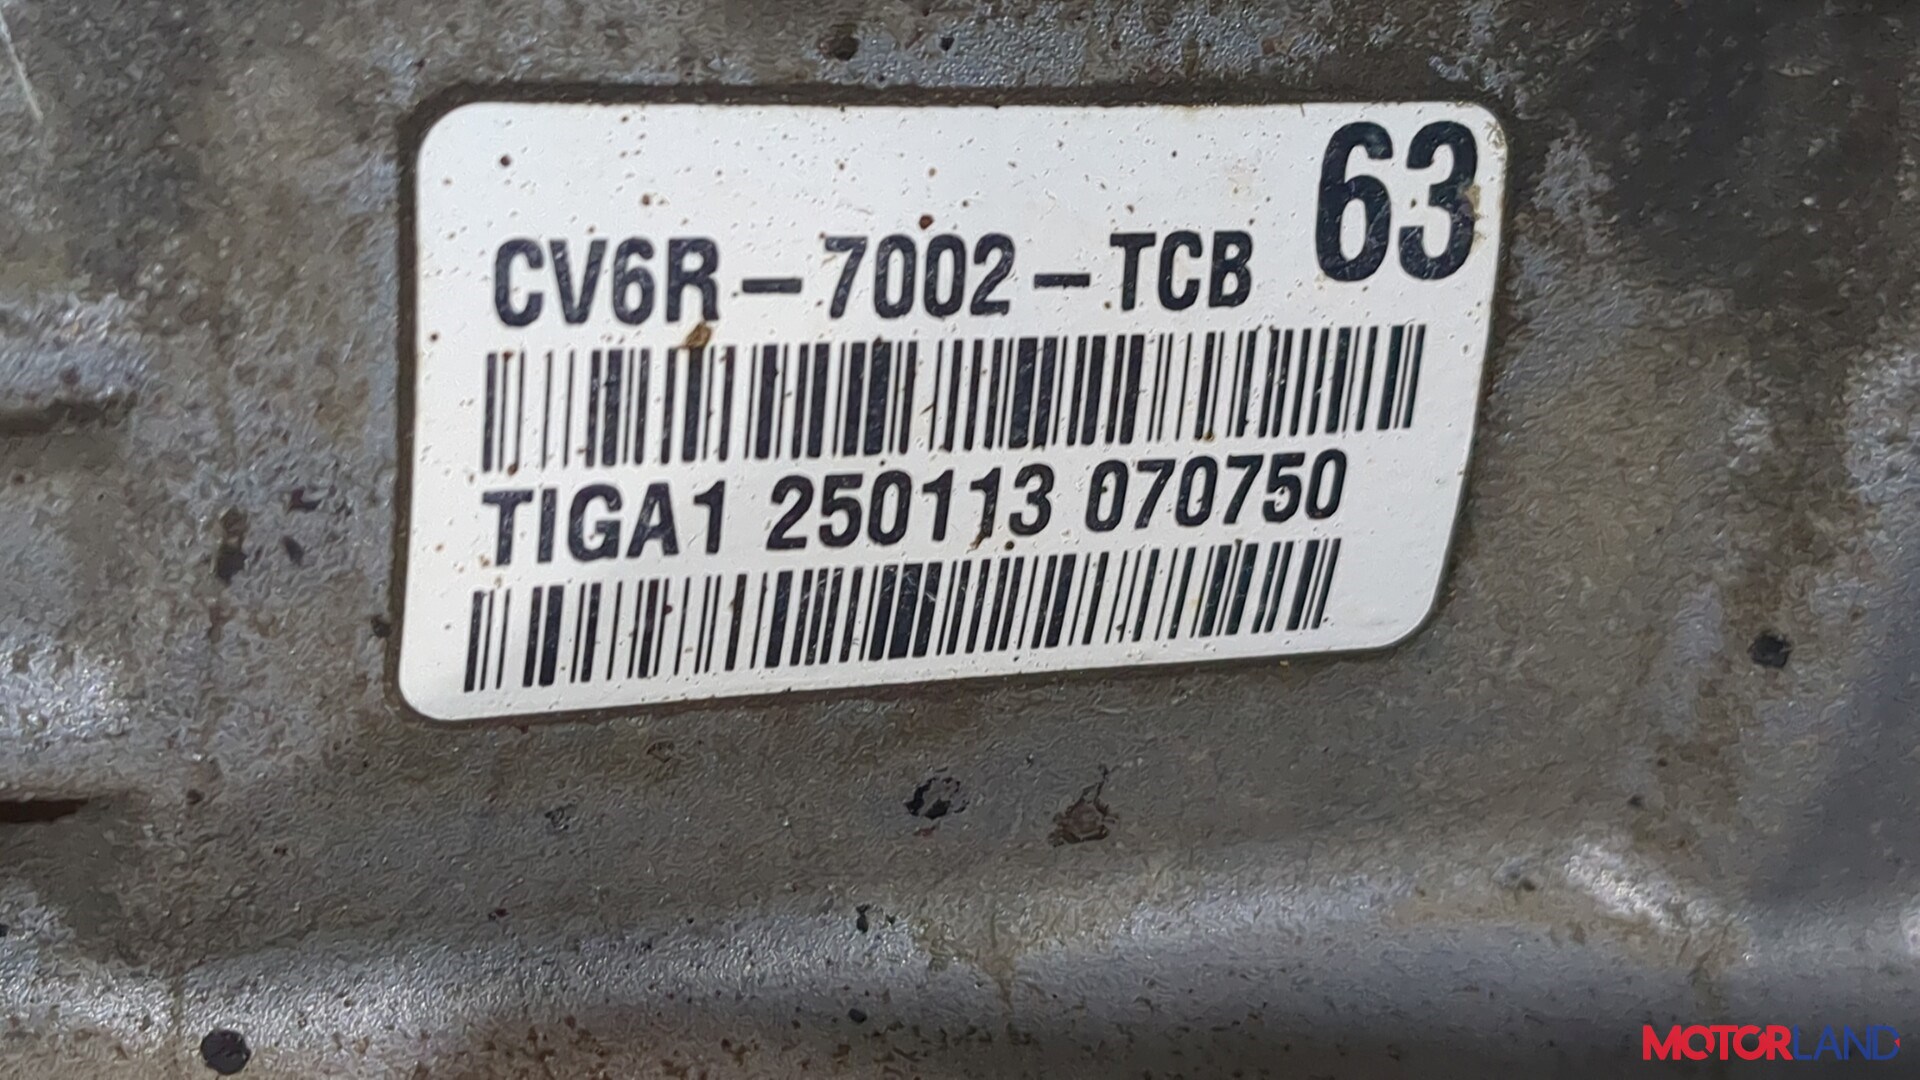 63
CV6R-7002-TCB
TIGA1 250113 070750
MOTORLAND